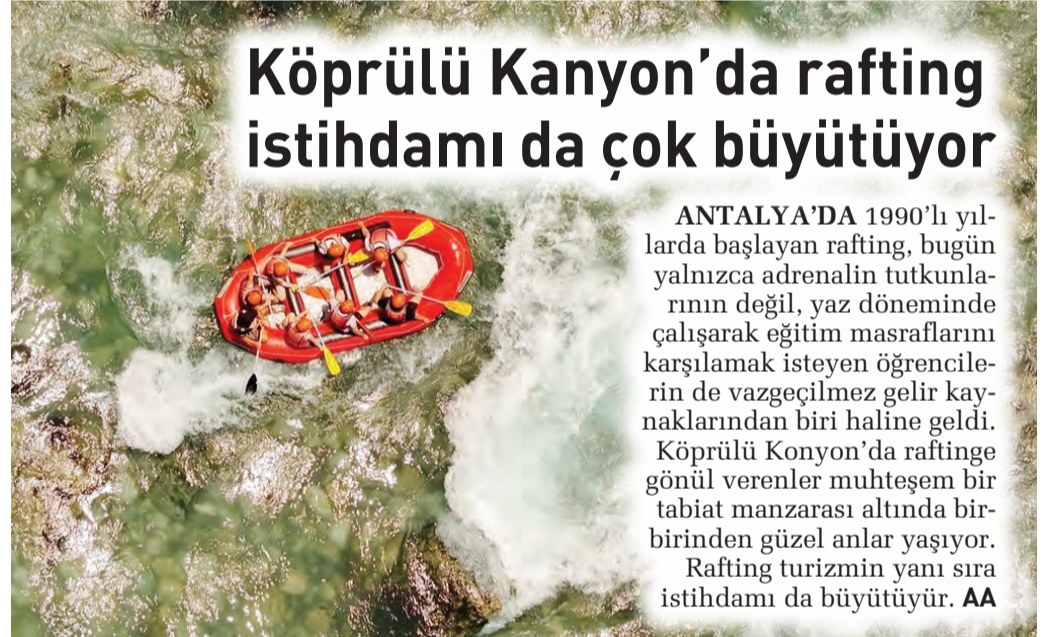 Köprülü Kanyon’da rafting
istihdamı da çok büyütüyor
ANTALYA’DA 1990’lı yıl-
larda başlayan rafting, bugün
yalnızca adrenalin tutkunla-
rının değil, yaz döneminde
çalışarak eğitim masraflarını
karşılamak isteyen öğrencile-
rin de vazgeçilmez gelir kay-
naklarından biri haline geldi.
Köprülü Konyon’da raftinge
gönül verenler muhteşem bir
tabiat manzarası altında bir-
birinden güzel anlar yaşıyor.
Rafting turizmin yanı sıra
istihdamı da büyütüyür. AA